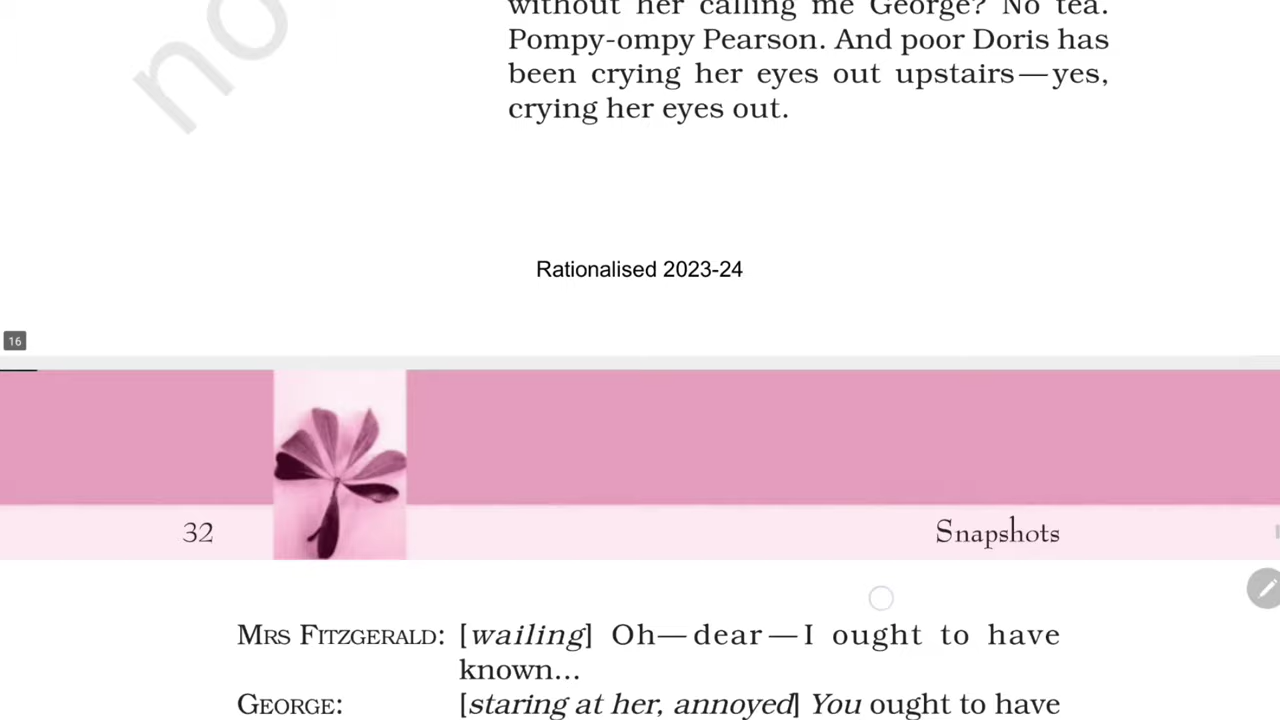 without her calling me George? No tea.
Pompy-ompy Pearson. And poor Doris has
been crying her eyes out upstairs — yes,
crying her eyes out.
no
Rationalised 2023-24
16
32
Snapshots
MRS FITZGERALD: [wailing] Oh— dear — I ought to have
known...
GEORGE: [staring at her, annoyed] You ought to have